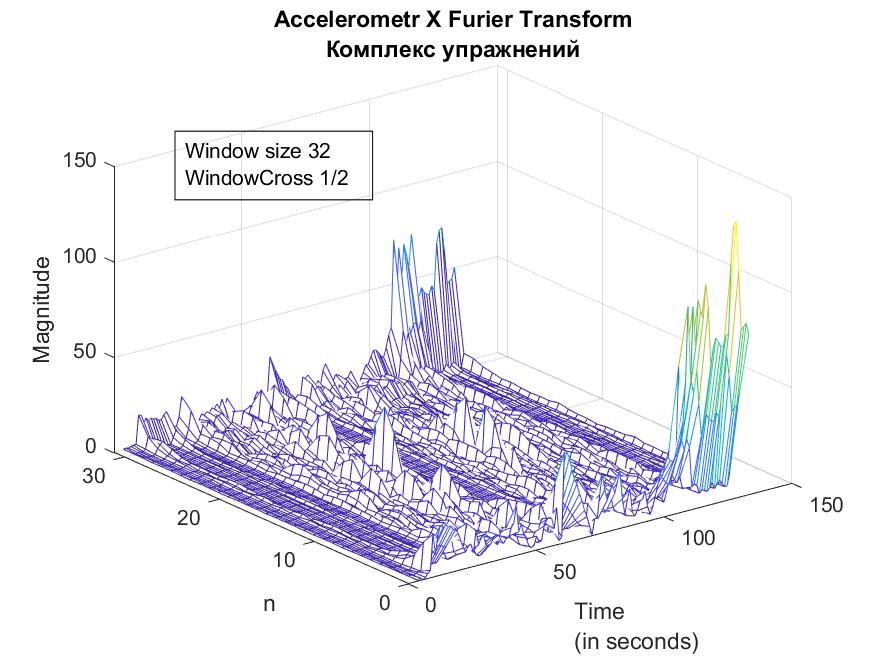 Accelerometr X Furier Transform
Комплекс упражнений
Window size 32
WindowCross 1/2
150
100
50
0
Magnitude
30
20
10
0
n
0
50
100
150
Time
(in seconds)